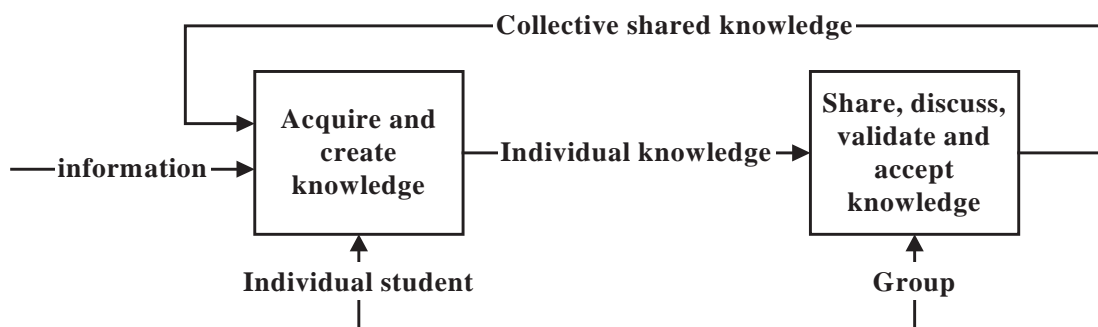 Collective shared knowledge
Acquire and
create
knowledge
Share, discuss,
validate and
accept
knowledge
information
Individual knowledge
Individual student
Group